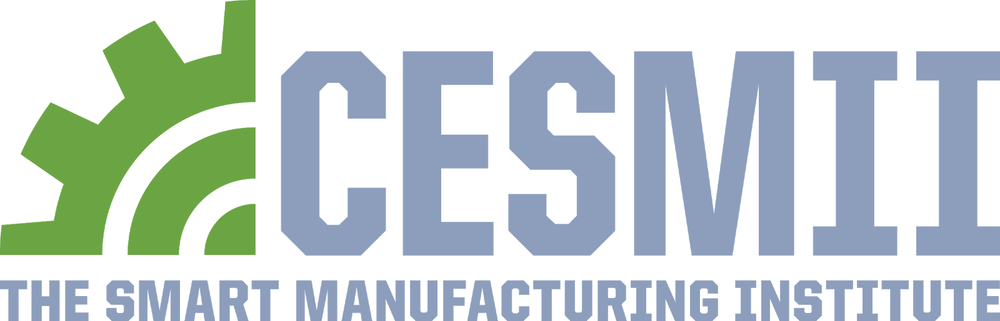 CESMII
THE SMART MANUFACTURING INSTITUTE